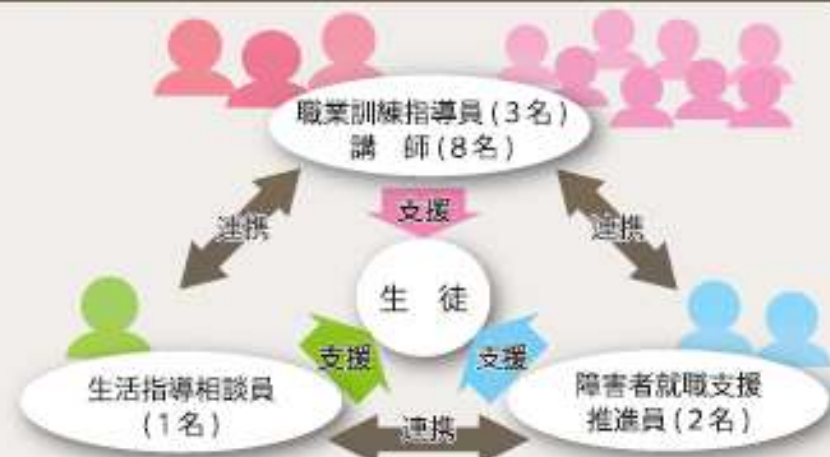 職業訓練指導員(3名)
講　師(8名)
連携
支援
連携
生　徒
支援
支援
生活指導相談員
(1名)
障害者就職支援
推進員(2名)
連携